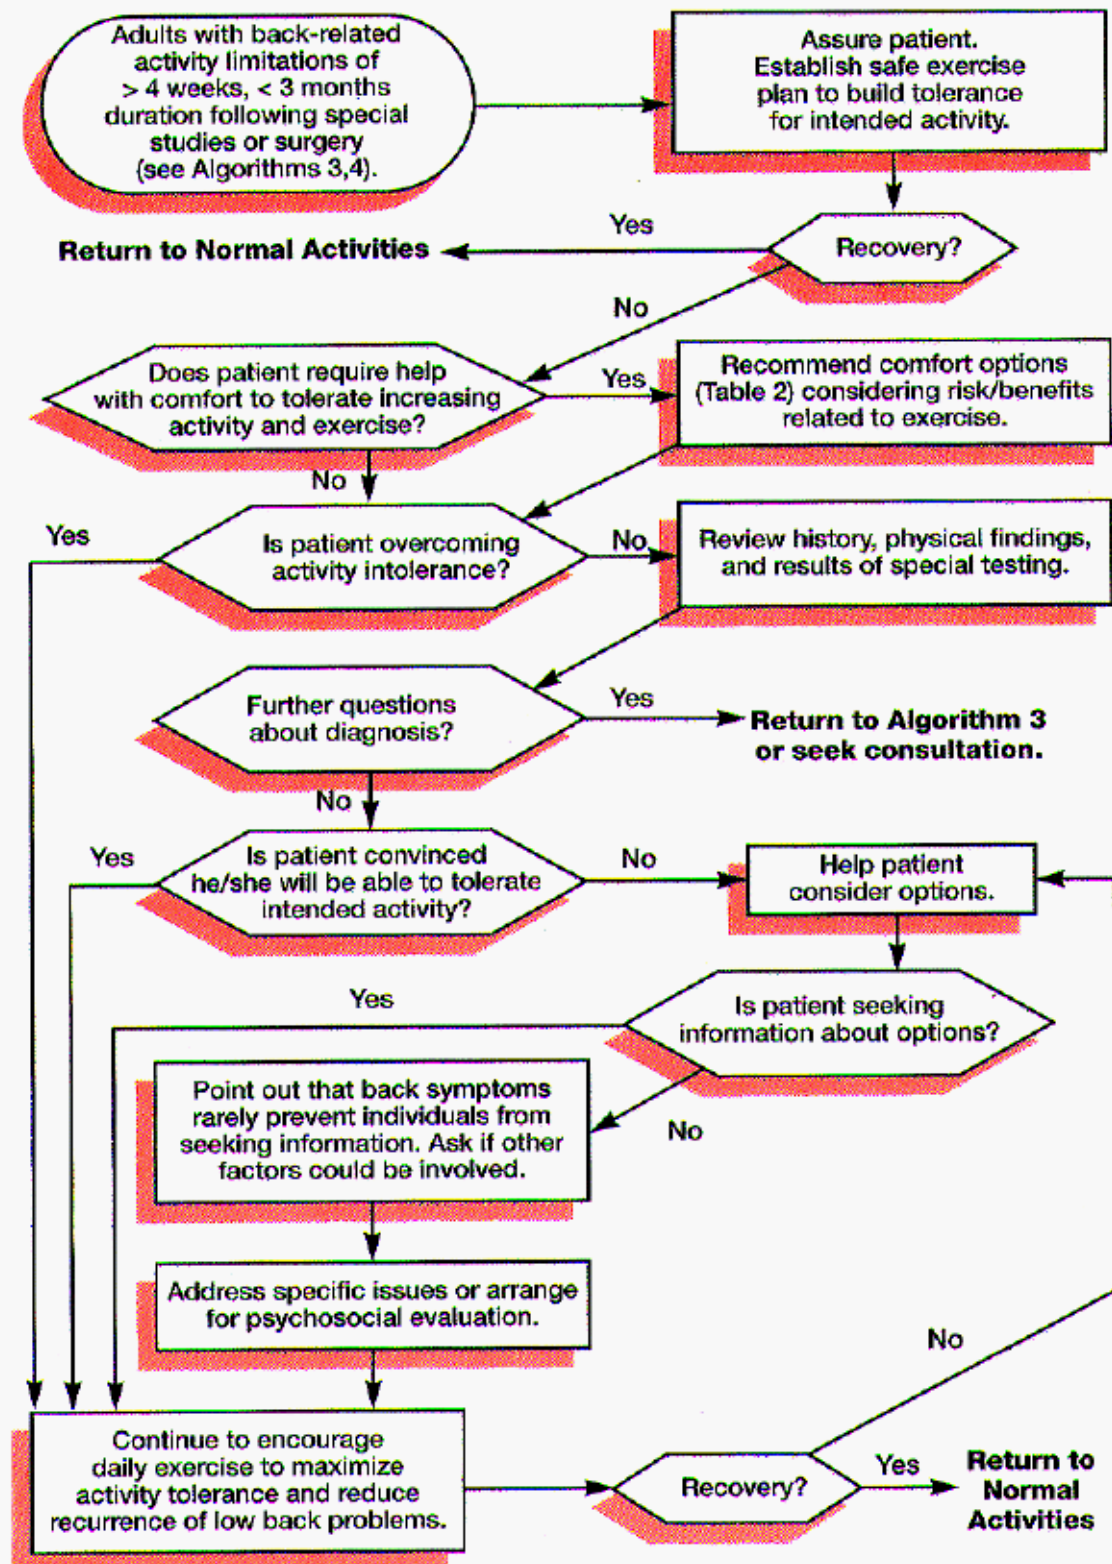 Adults with back-related
activity limitations of
> 4 weeks, < 3 months
duration following special
studies or surgery
(see Algorithms 3,4).
Assure patient.
Establish safe exercise
plan to build tolerance
for intended activity.
Yes
Return to Normal Activities
Recovery?
No
Does patient require help
with comfort to tolerate increasing
activity and exercise?
Yes
Recommend comfort options
(Table 2) considering risk/benefits
related to exercise.
No
Yes
Is patient overcoming
activity intolerance?
No
Review history, physical findings,
and results of special testing.
Further questions
about diagnosis?
Yes
Return to Algorithm 3
or seek consultation.
No
Yes
Is patient convinced
he/she will be able to tolerate
intended activity?
No
Help patient
consider options.
Yes
Is patient seeking
information about options?
No
Point out that back symptoms
rarely prevent individuals from
seeking information. Ask if other
factors could be involved.
Address specific issues or arrange
for psychosocial evaluation.
No
Continue to encourage
daily exercise to maximize
activity tolerance and reduce
recurrence of low back problems.
Recovery?
Yes
Return to
Normal
Activities